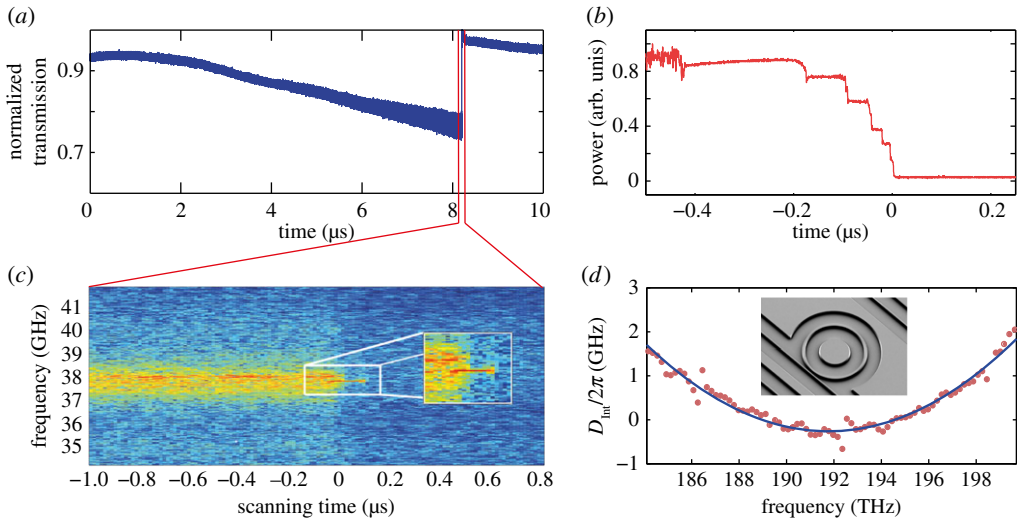 (a)
normalized
transmission
0.9
0.7
0 2 4 6 8 10
time (µs)
(b)
power (arb. unis)
0.8
0.4
0
−0.4 −0.2 0 0.2
time (µs)
(c)
frequency (GHz)
41
40
39
38
37
36
35
−1.0 −0.8 −0.6 −0.4 −0.2 0 0.2 0.4 0.6 0.8
scanning time (µs)
(d)
D_int/2π (GHz)
3
2
1
0
−1
186 188 190 192 194 196 198
frequency (THz)